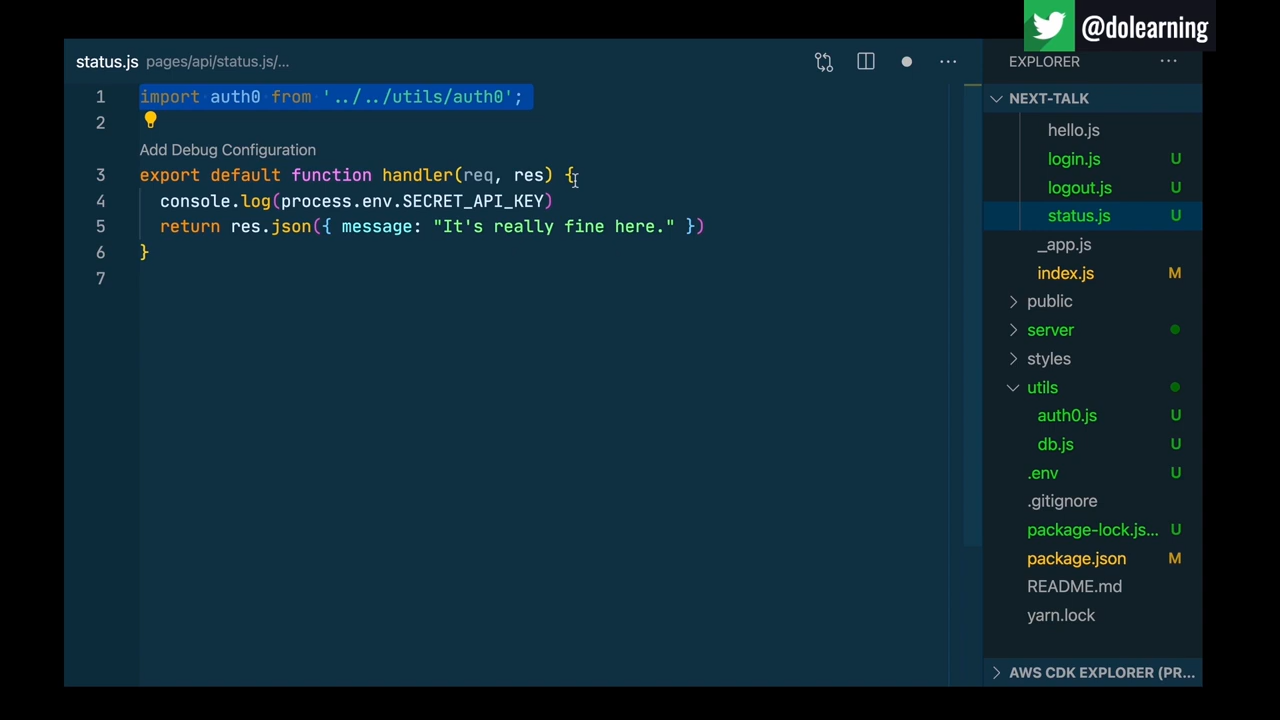 @dolearning
status.js pages/api/status.js/...
1 import auth0 from '../../utils/auth0';
2
Add Debug Configuration
3 export default function handler(req, res) {
4 console.log(process.env.SECRET_API_KEY)
5 return res.json({ message: "It's really fine here." })
6 }
7
EXPLORER
NEXT-TALK
hello.js
login.js U
logout.js U
status.js U
_app.js
index.js M
public
server
styles
utils
auth0.js U
db.js U
.env U
.gitignore
package-lock.js... U
package.json M
README.md
yarn.lock
AWS CDK EXPLORER (PR...